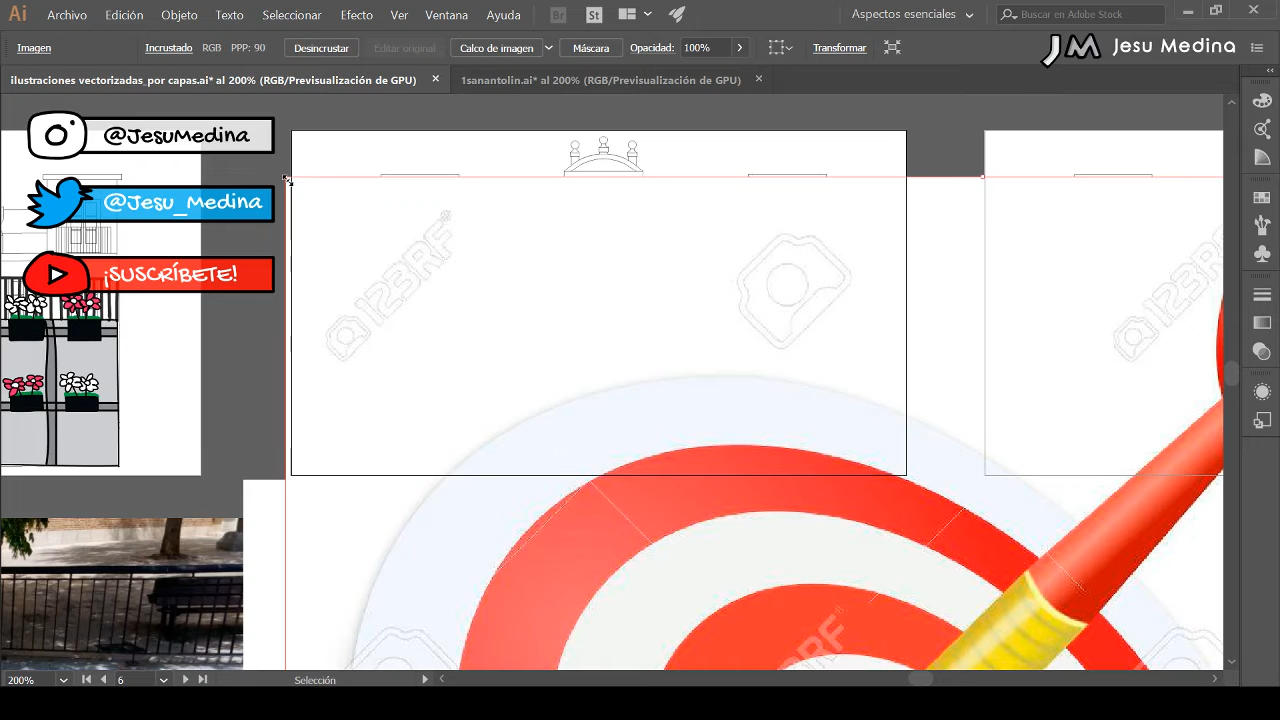 Ai Archivo Edición Objeto Texto Seleccionar Efecto Ver Ventana Ayuda Br St Aspectos esenciales Buscar en Adobe Stock
Imagen Incrustado RGB PPP: 90 Desincrustar Editar original Calco de imagen Máscara Opacidad: 100% Transformar
JM Jesu Medina
ilustraciones vectorizadas_por capas.ai* al 200% (RGB/Previsualización de GPU) × 1sanantolin.ai* al 200% (RGB/Previsualización de GPU) ×
@JesuMedina
@Jesu_Medina
¡SUSCRÍBETE!
123RF®
123RF
123RF®
200% 6 Selección